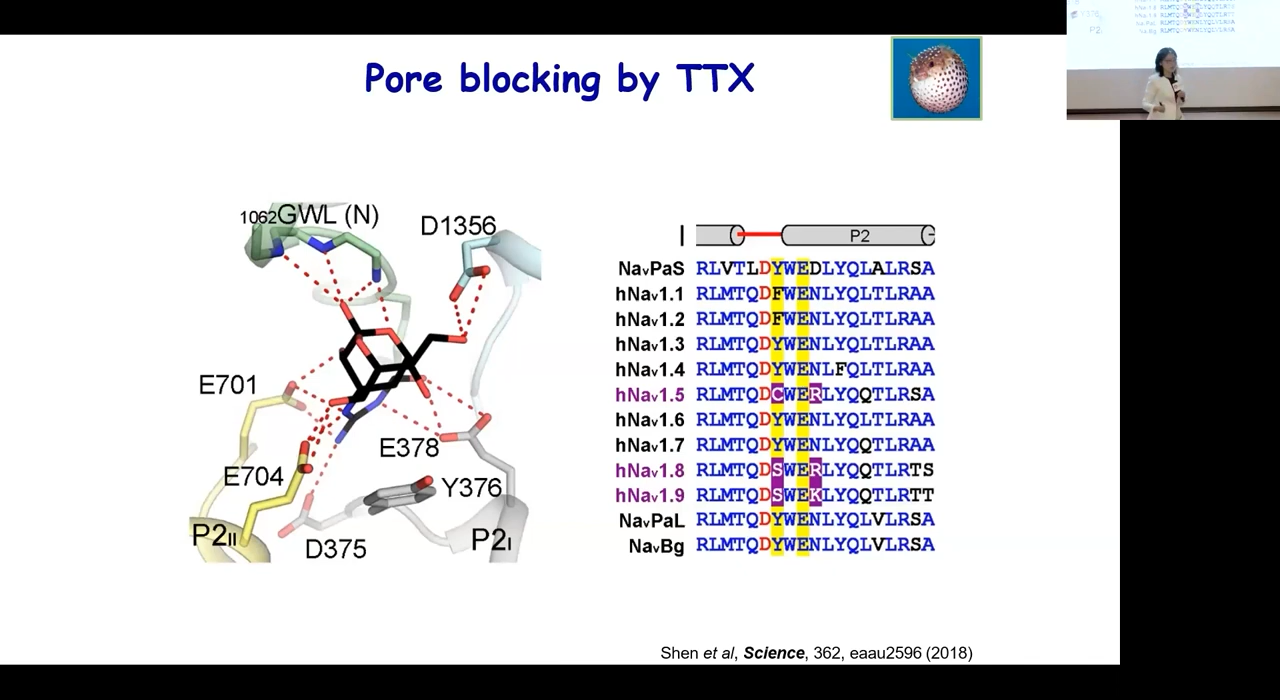 Pore blocking by TTX
1062GWL (N)
D1356
E701
E378
E704
Y376
P2II
D375
P2I
I P2
NavPaS RLVTLDYWEDLYQLALRSA
hNav1.1 RLMTQDFWENLYQLTLRAA
hNav1.2 RLMTQDFWENLYQLTLRAA
hNav1.3 RLMTQDYWENLYQLTLRAA
hNav1.4 RLMTQDYWENLFQLTLRAA
hNav1.5 RLMTQDCWERLYQQTLRSA
hNav1.6 RLMTQDYWENLYQLTLRAA
hNav1.7 RLMTQDYWENLYQQTLRAA
hNav1.8 RLMTQDSWERLYQQTLRTS
hNav1.9 RLMTQDSWEKLYQQTLRTT
NavPaL RLMTQDYWENLYQLVLRSA
NavBg RLMTQDYWENLYQLVLRSA
Shen et al, Science, 362, eaau2596 (2018)